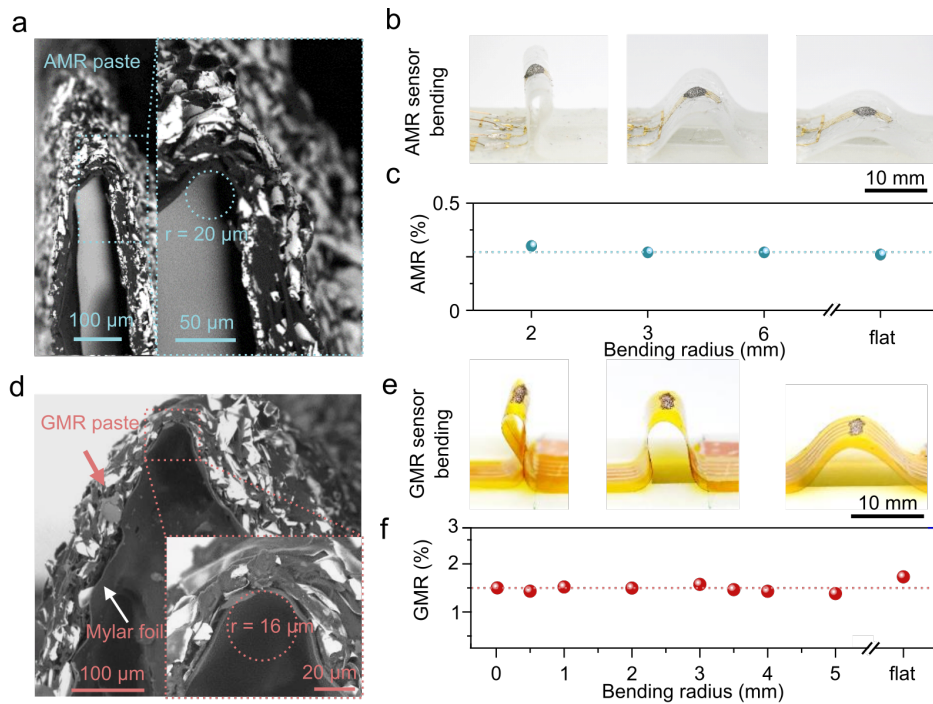 a
AMR paste
r = 20 µm
100 µm
50 µm
b
AMR sensor
bending
10 mm
c
0.5
0
AMR (%)
2
3
6
flat
Bending radius (mm)
d
GMR paste
Mylar foil
r = 16 µm
100 µm
20 µm
e
GMR sensor
bending
10 mm
f
3
2
1
GMR (%)
0
1
2
3
4
5
flat
Bending radius (mm)